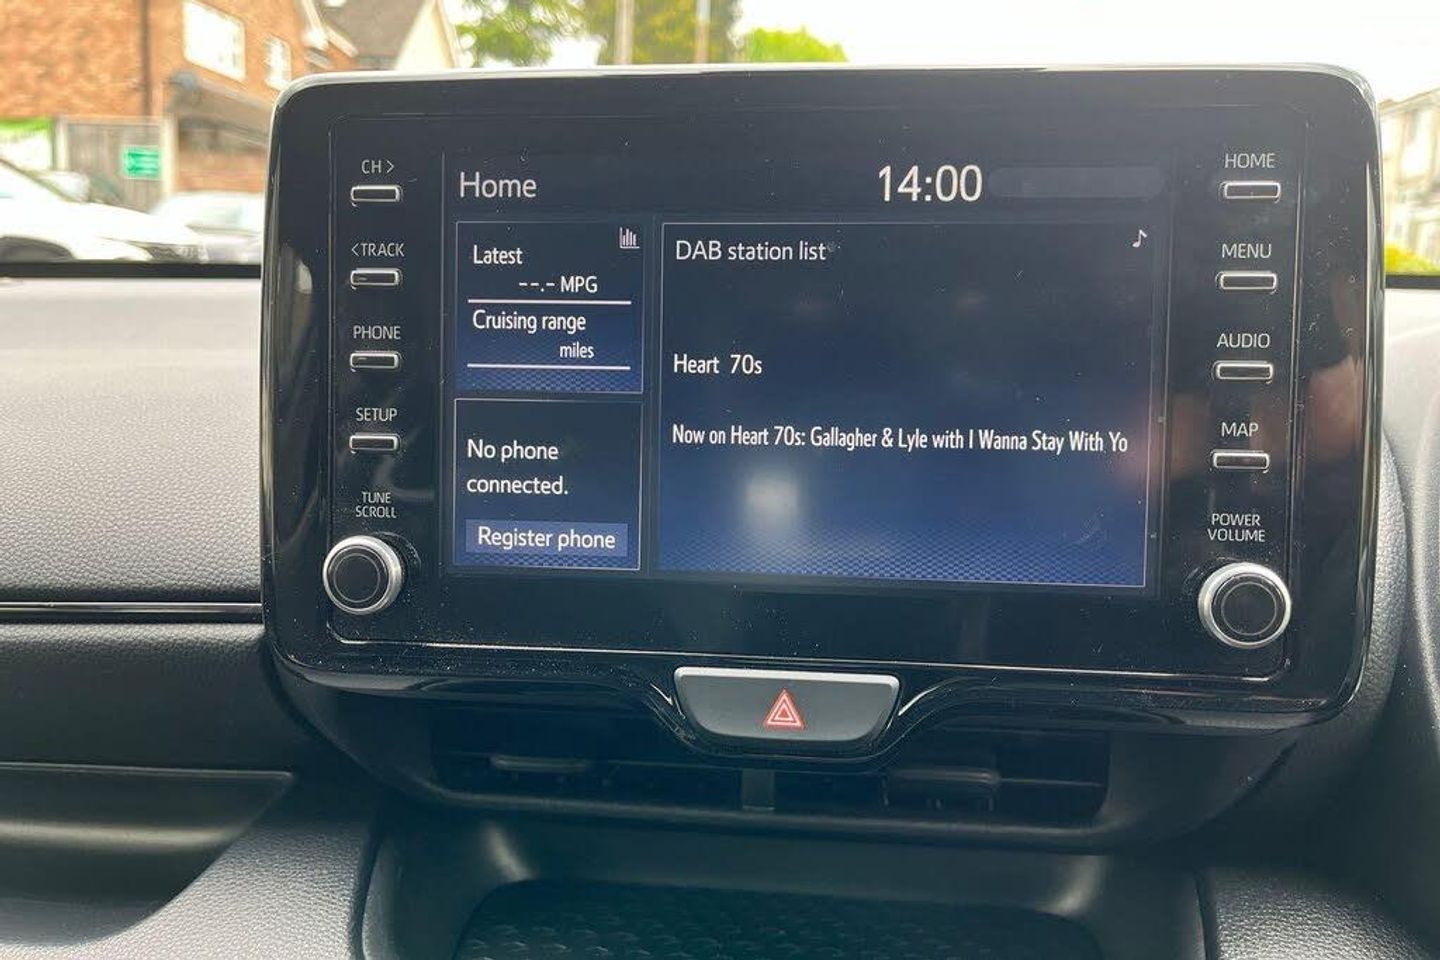 CH >
<TRACK
PHONE
SETUP
TUNE
SCROLL
Home
14:00
Latest
--.- MPG
Cruising range
miles
No phone
connected.
Register phone
DAB station list
Heart 70s
Now on Heart 70s: Gallagher & Lyle with I Wanna Stay With Yo
HOME
MENU
AUDIO
MAP
POWER
VOLUME